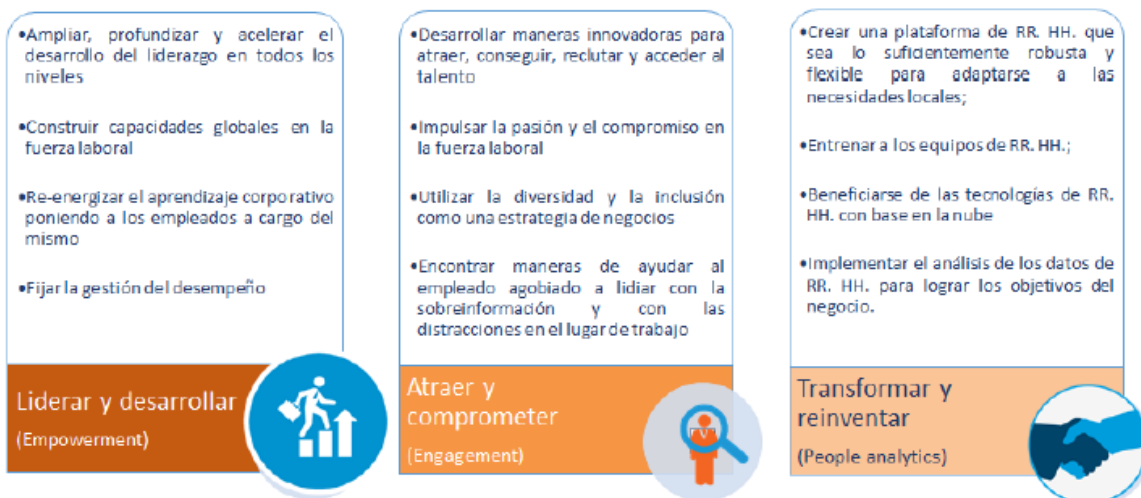 •Ampliar, profundizar y acelerar el
desarrollo del liderazgo en todos los
niveles
•Construir capacidades globales en la
fuerza laboral
•Re-energizar el aprendizaje corporativo
poniendo a los empleados a cargo del
mismo
•Fijar la gestión del desempeño
Liderar y desarrollar
(Empowerment)
•Desarrollar maneras innovadoras para
atraer, conseguir, reclutar y acceder al
talento
•Impulsar la pasión y el compromiso en
la fuerza laboral
•Utilizar la diversidad y la inclusión
como una estrategia de negocios
•Encontrar maneras de ayudar al
empleado agobiado a lidiar con la
sobreinformación y con las
distracciones en el lugar de trabajo
Atraer y
comprometer
(Engagement)
•Crear una plataforma de RR. HH. que
sea lo suficientemente robusta y
flexible para adaptarse a las
necesidades locales;
•Entrenar a los equipos de RR. HH.;
•Beneficiarse de las tecnologías de RR.
HH. con base en la nube
•Implementar el análisis de los datos de
RR. HH. para lograr los objetivos del
negocio.
Transformar y
reinventar
(People analytics)